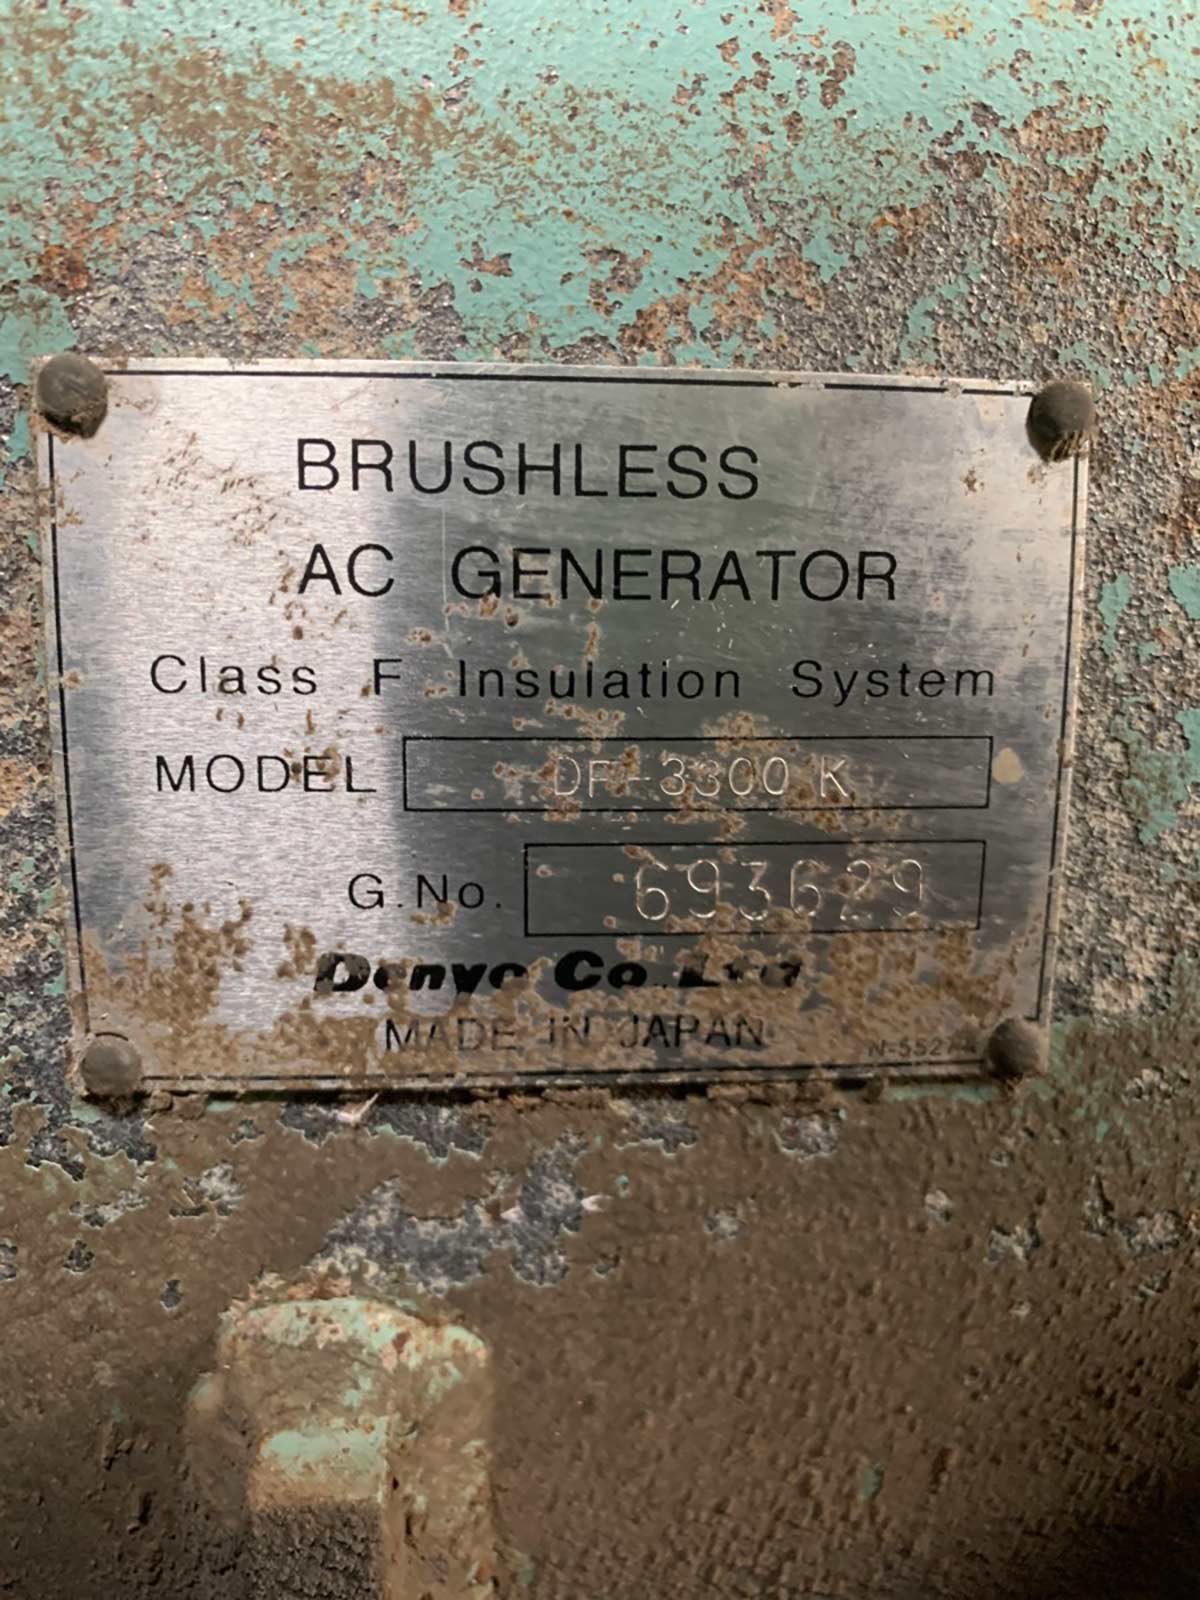 BRUSHLESS
AC GENERATOR
Class F Insulation System
MODEL DF-3300 K
G.No. 693629
Denyo Co. Ltd
MADE IN JAPAN